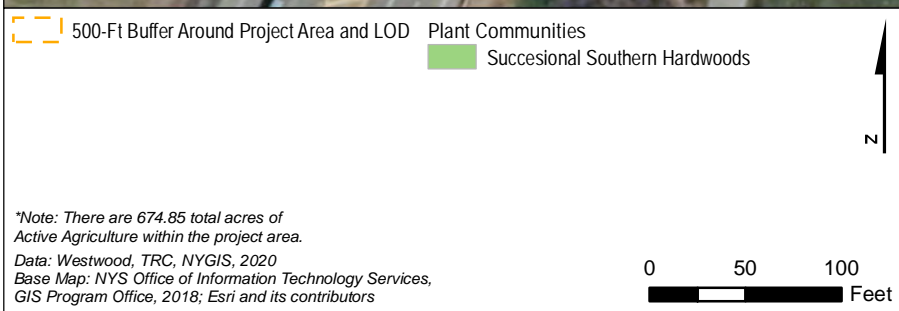 500-Ft Buffer Around Project Area and LOD
Plant Communities
Succesional Southern Hardwoods
N
*Note: There are 674.85 total acres of
Active Agriculture within the project area.
Data: Westwood, TRC, NYGIS, 2020
Base Map: NYS Office of Information Technology Services,
GIS Program Office, 2018; Esri and its contributors
0 50 100
Feet